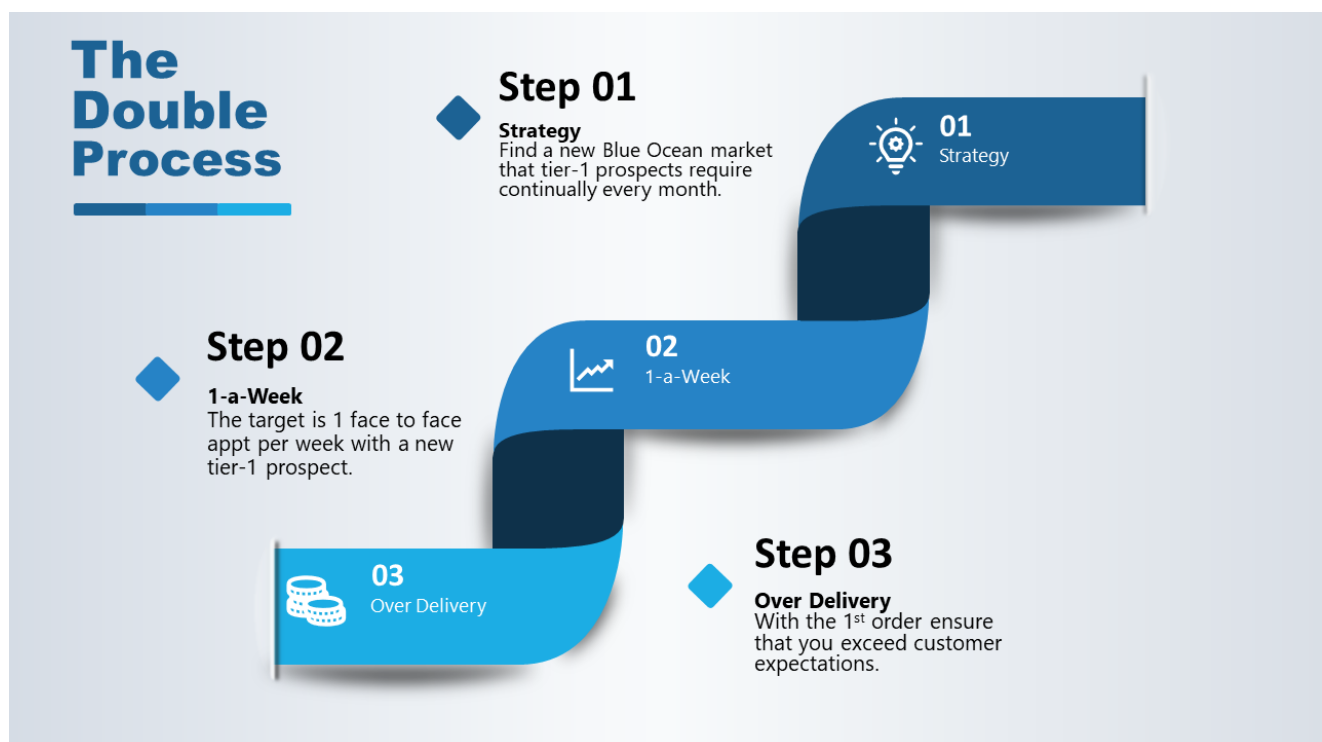 The
Double
Process
Step 01
Strategy
Find a new Blue Ocean market
that tier-1 prospects require
continually every month.
01
Strategy
Step 02
1-a-Week
The target is 1 face to face
appt per week with a new
tier-1 prospect.
02
1-a-Week
03
Over Delivery
Step 03
Over Delivery
With the 1st order ensure
that you exceed customer
expectations.